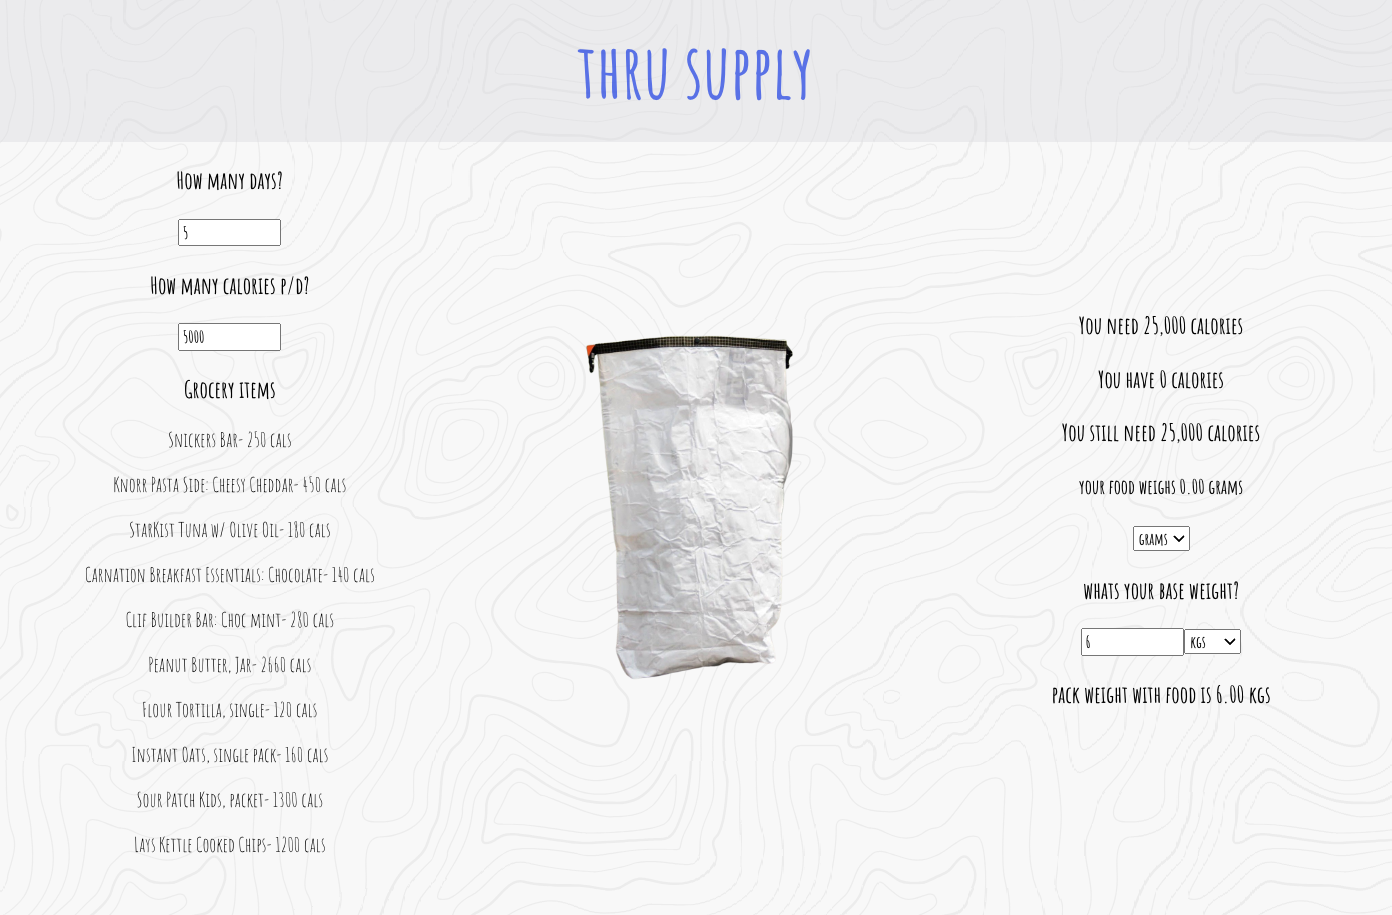 THRU SUPPLY
How many days?
5
How many calories p/d?
5000
Grocery items
Snickers Bar- 250 cals
Knorr Pasta Side: Cheesy Cheddar- 450 cals
StarKist Tuna w/ Olive Oil- 180 cals
Carnation Breakfast Essentials: Chocolate- 140 cals
Clif Builder Bar: Choc mint- 280 cals
Peanut Butter, Jar- 2660 cals
Flour Tortilla, single- 120 cals
Instant Oats, single pack- 160 cals
Sour Patch Kids, packet- 1300 cals
Lays Kettle Cooked Chips- 1200 cals
You need 25,000 calories
You have 0 calories
You still need 25,000 calories
your food weighs 0.00 grams
grams
whats your base weight?
6 kgs
pack weight with food is 6.00 kgs